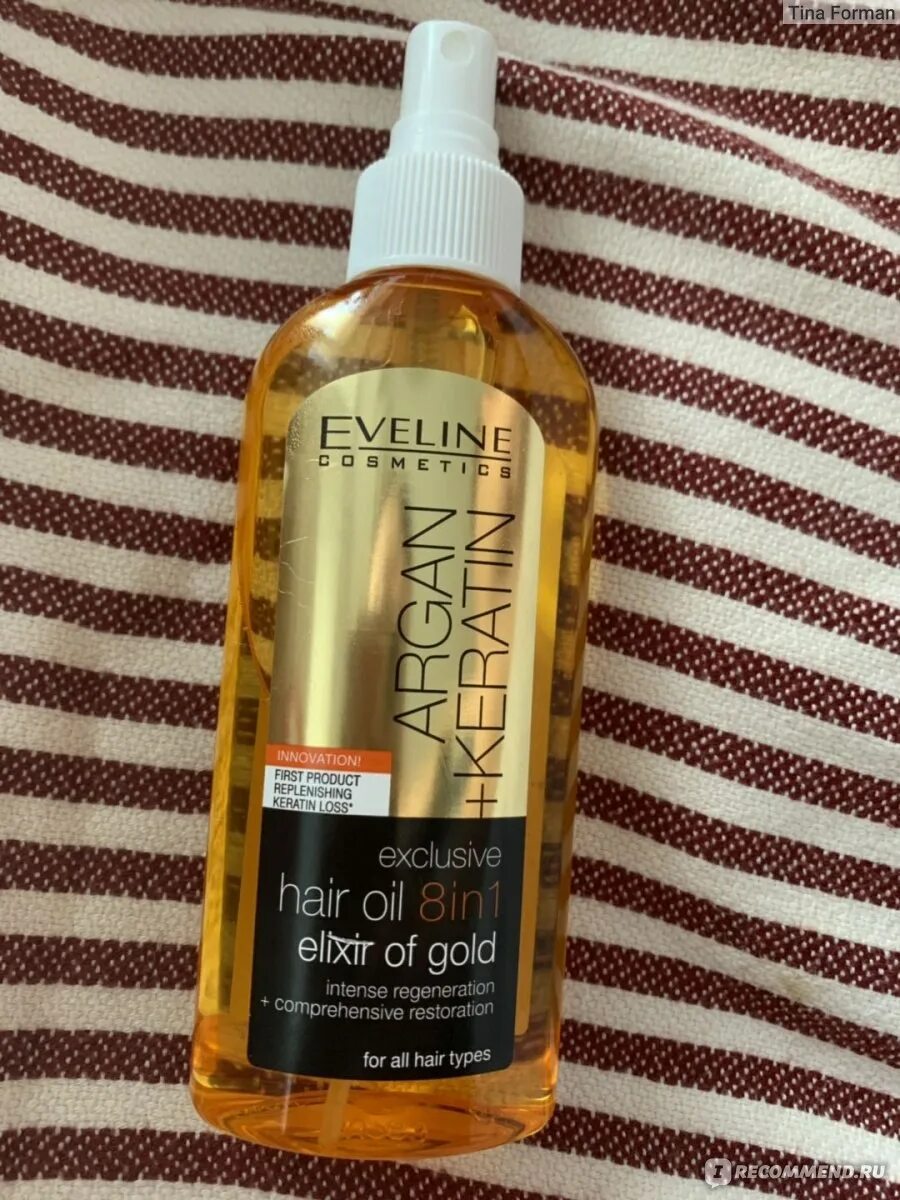 Tina Forman
EVELINE
COSMETICS
ARGAN
+KERATIN
INNOVATION!
FIRST PRODUCT
REPLENISHING
KERATIN LOSS*
exclusive
hair oil 8in1
elixir of gold
intense regeneration
+ comprehensive restoration
for all hair types
IRECOMMEND.RU